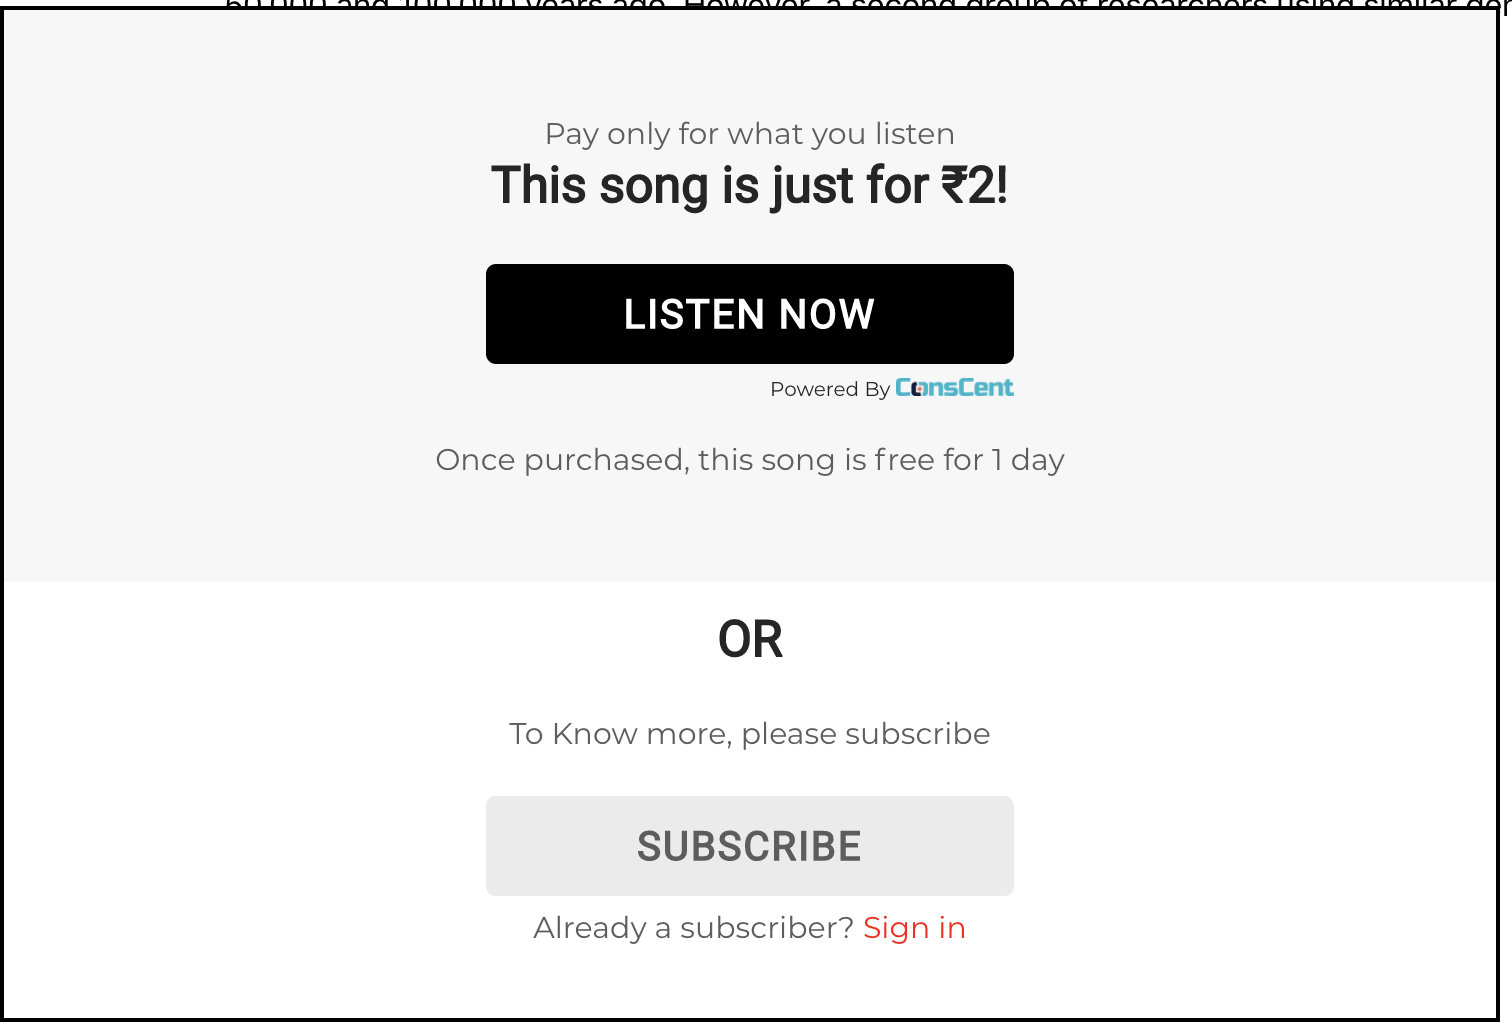 50,000 and 100,000 years ago. However, a second group of researchers using similar
Pay only for what you listen
This song is just for ₹2!
LISTEN NOW
Powered By ConsCent
Once purchased, this song is free for 1 day
OR
To Know more, please subscribe
SUBSCRIBE
Already a subscriber? Sign in